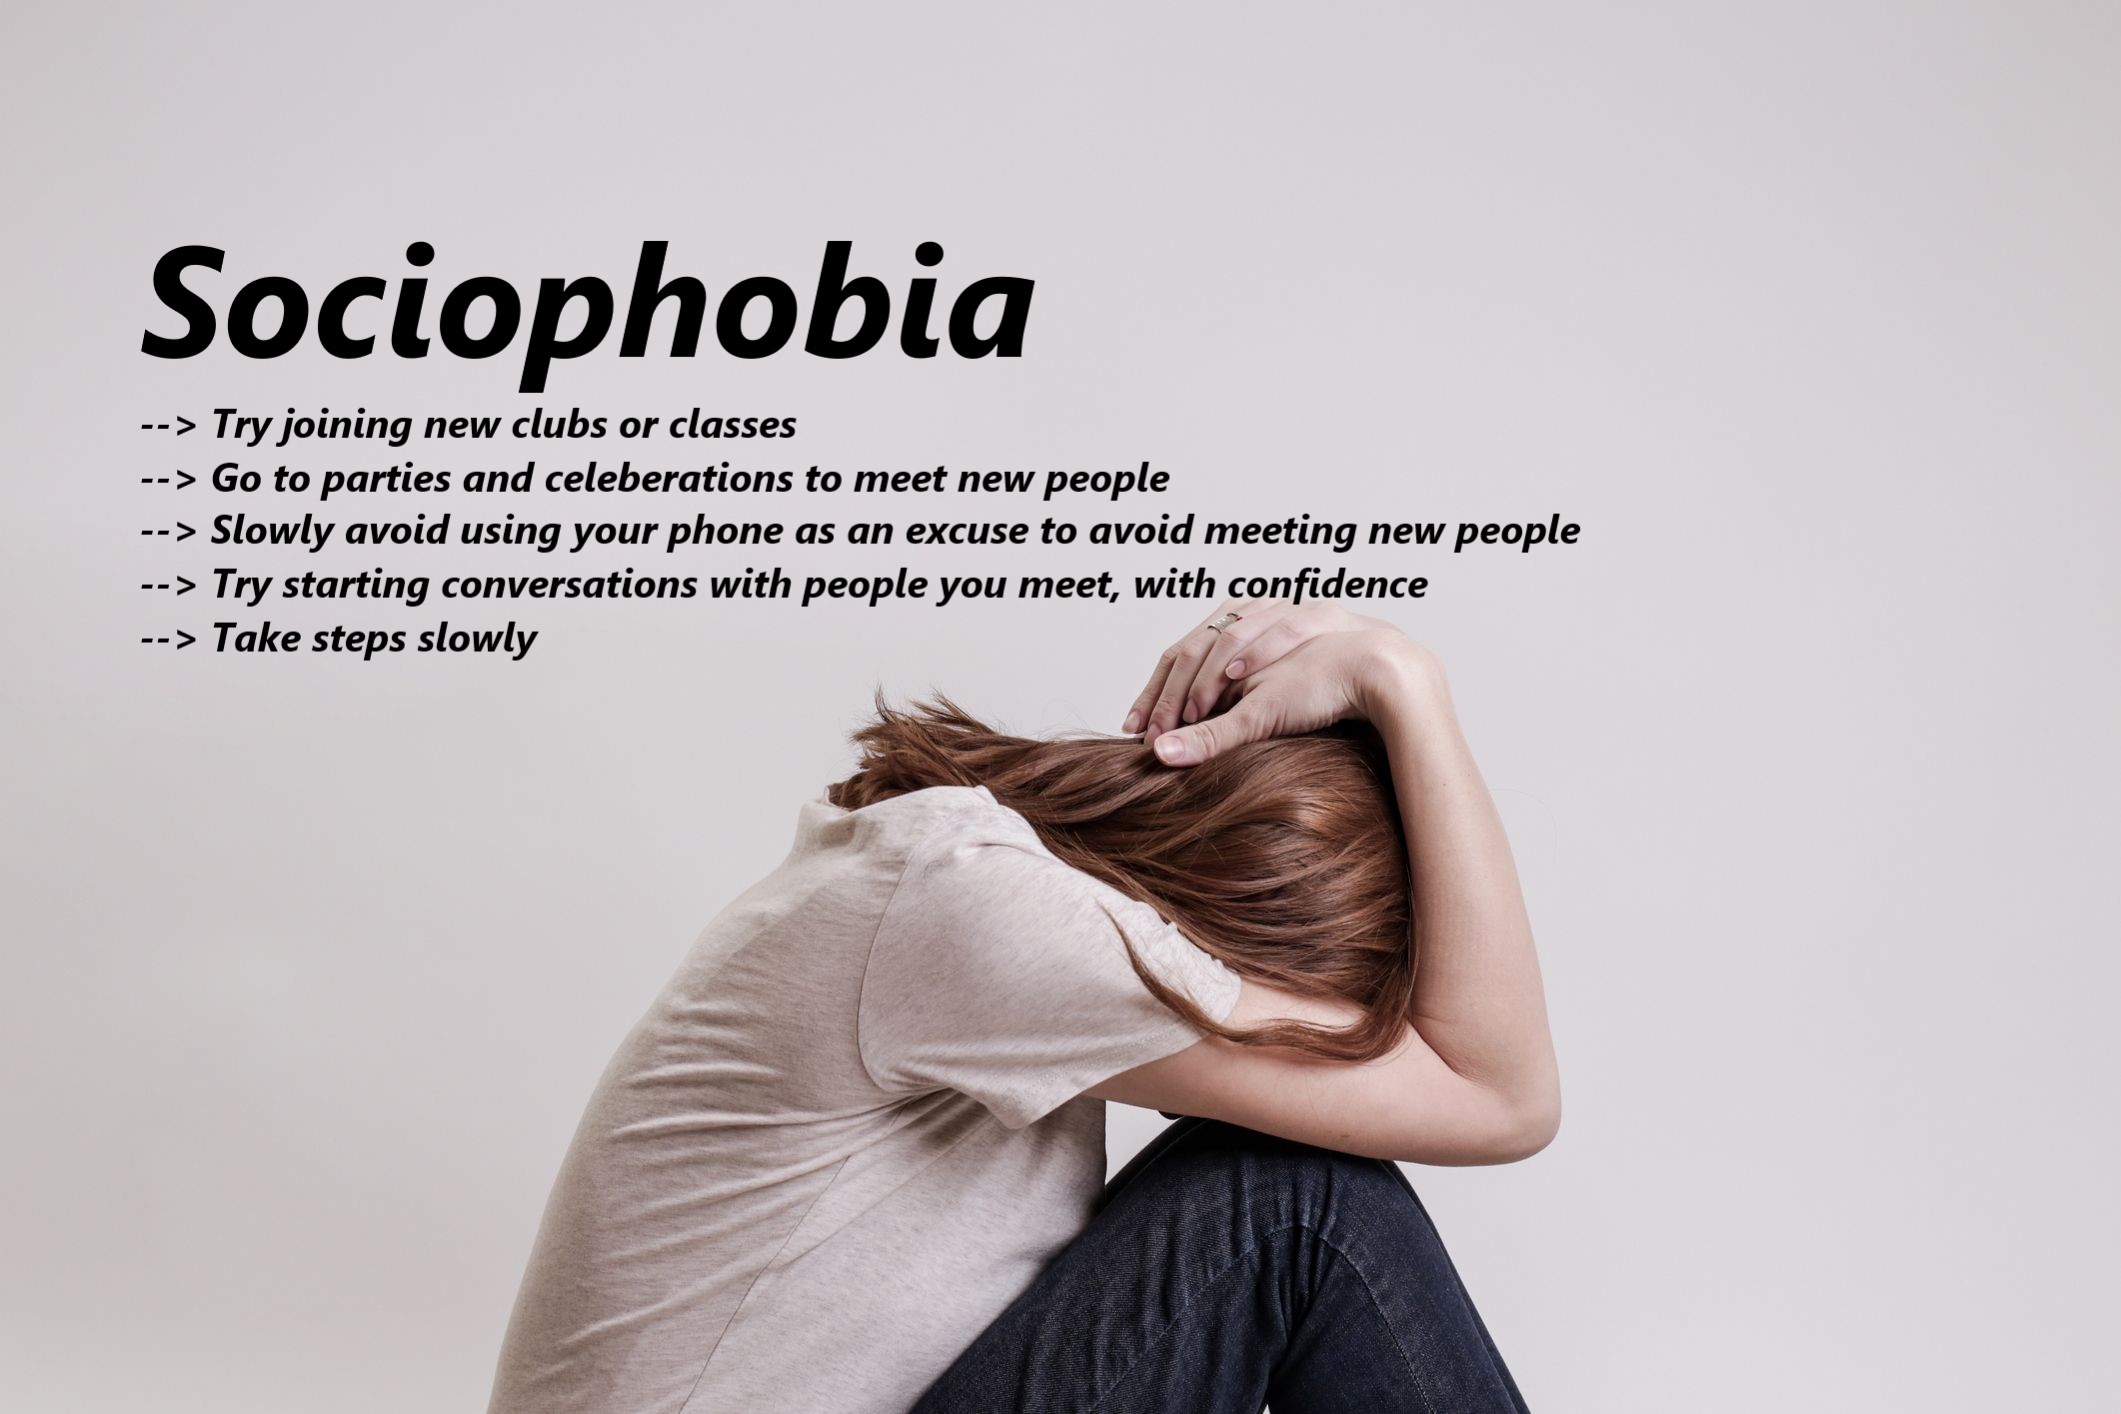 Sociophobia
--> Try joining new clubs or classes
--> Go to parties and celeberations to meet new people
--> Slowly avoid using your phone as an excuse to avoid meeting new people
--> Try starting conversations with people you meet, with confidence
--> Take steps slowly